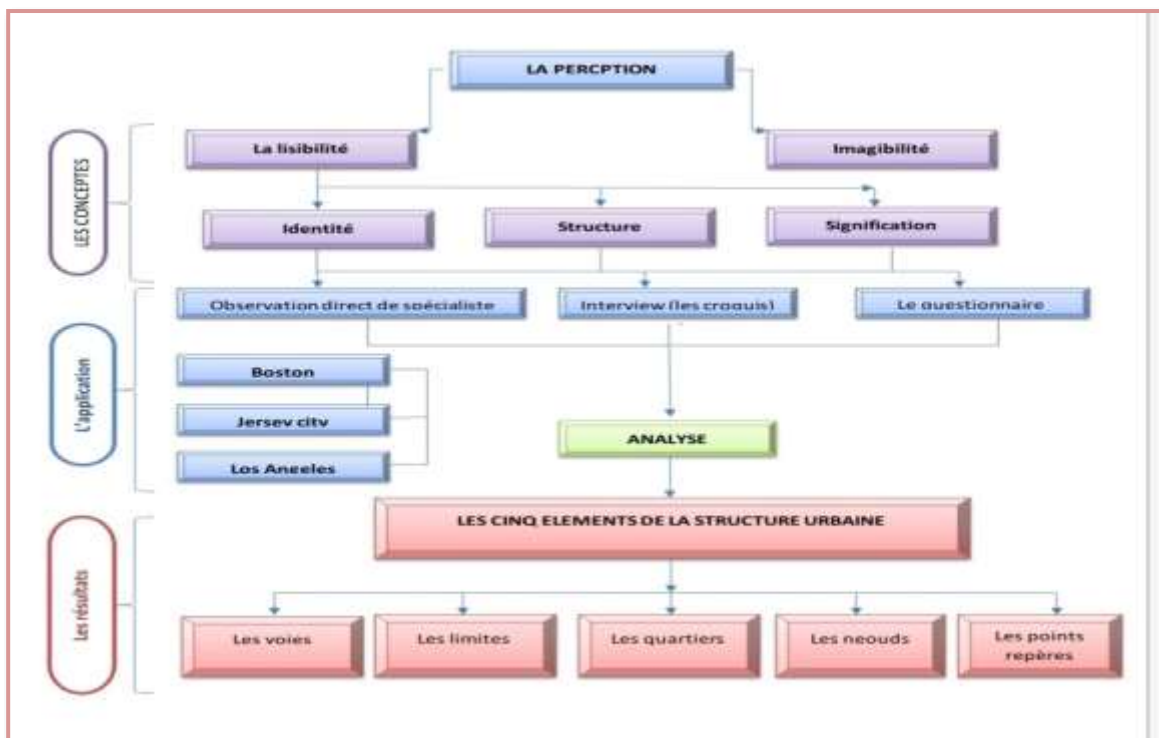 LA PERCPTION
LES CONCEPTES
La lisibilité
Imagibilité
Identité
Structure
Signification
L'application
Observation direct de spécialiste
Interview (les croquis)
Le questionnaire
Boston
Jersey city
Los Angeles
ANALYSE
Les résultats
LES CINQ ELEMENTS DE LA STRUCTURE URBAINE
Les voies
Les limites
Les quartiers
Les neouds
Les points
repères